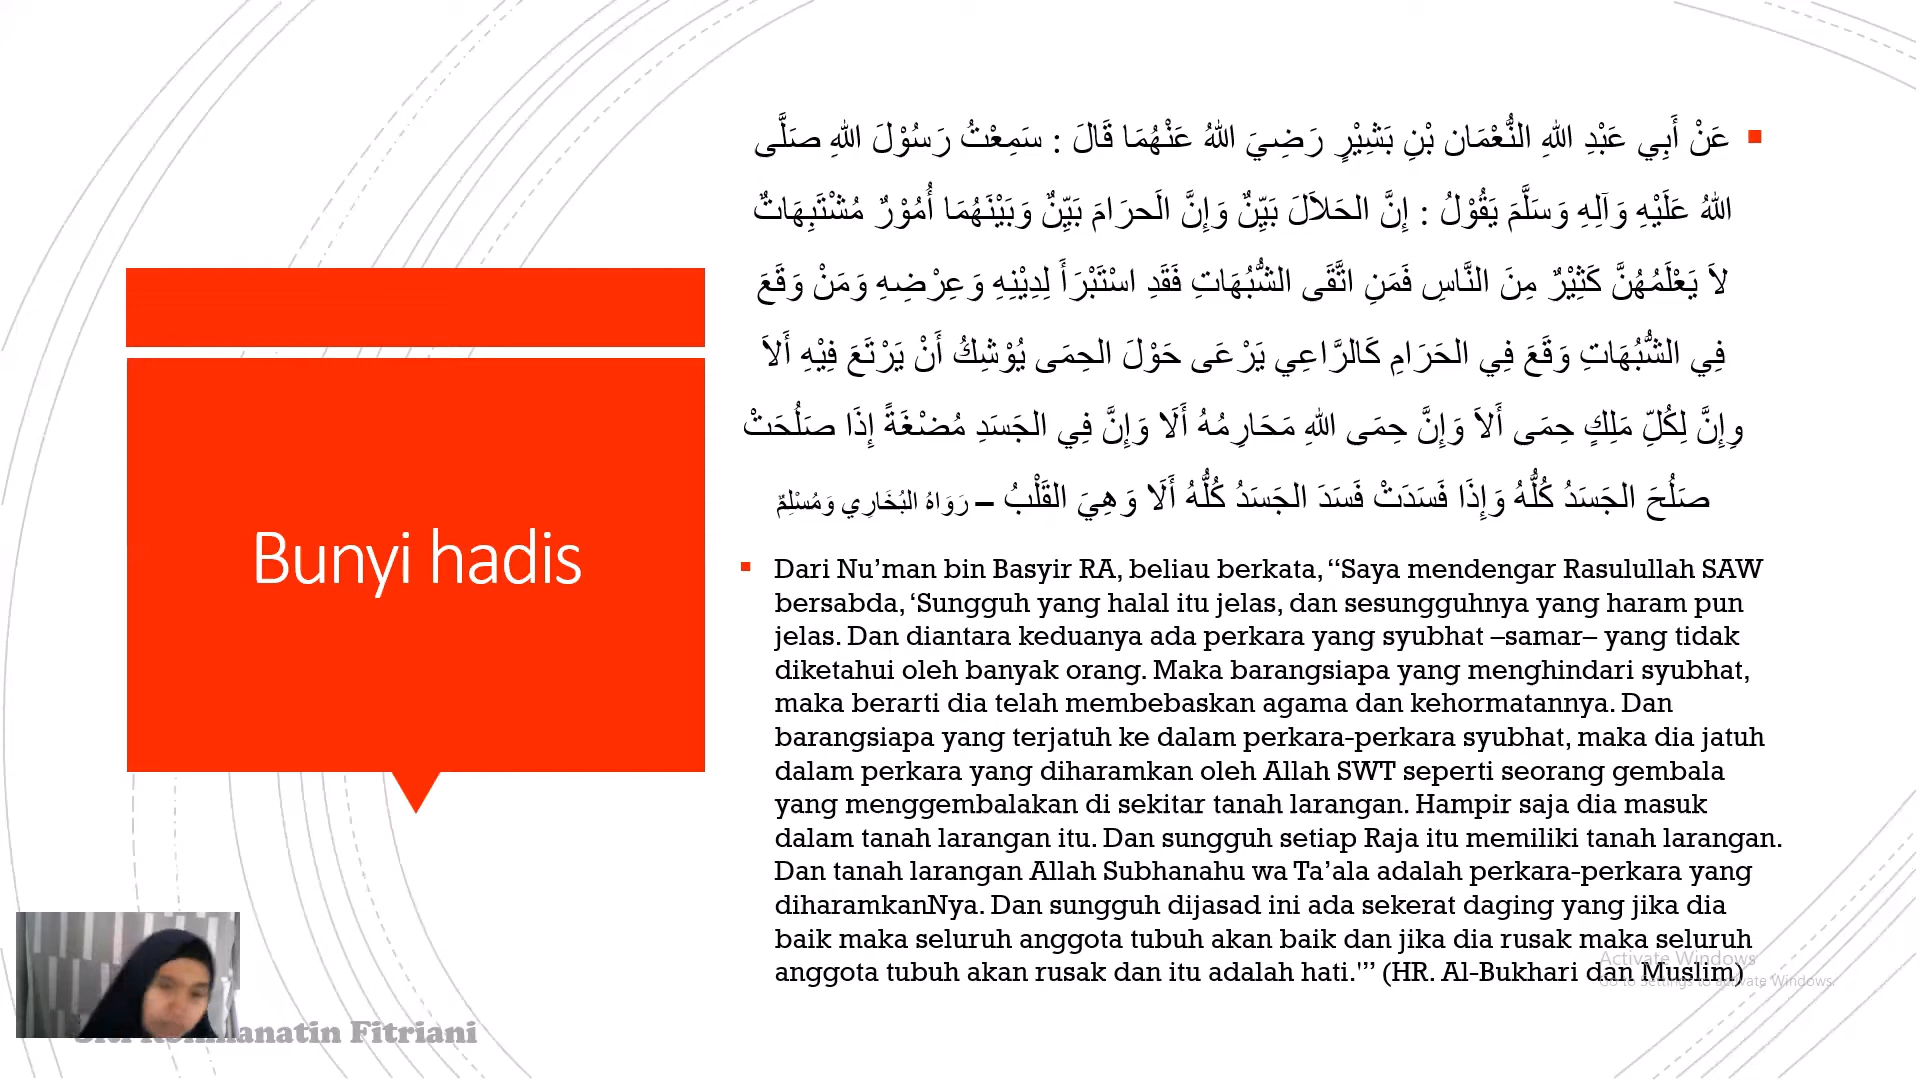 Bunyi hadis
عَنْ أَبِي عَبْدِ اللهِ النُّعْمَان بْنِ بَشِيْرٍ رَضِيَ اللهُ عَنْهُمَا قَالَ : سَمِعْتُ رَسُوْلَ اللهِ صَلَّى
اللهُ عَلَيْهِ وَآلِهِ وَسَلَّمَ يَقُوْلُ : إِنَّ الحَلاَلَ بَيِّنٌ وَإِنَّ الَحرَامَ بَيِّنٌ وَبَيْنَهُمَا أُمُوْرٌ مُشْتَبِهَاتٌ
لاَ يَعْلَمُهُنَّ كَثِيْرٌ مِنَ النَّاسِ فَمَنِ اتَّقَى الشُّبُهَاتِ فَقَدِ اسْتَبْرَأَ لِدِيْنِهِ وَعِرْضِهِ وَمَنْ وَقَعَ
فِي الشُّبُهَاتِ وَقَعَ فِي الحَرَامِ كَالرَّاعِي يَرْعَى حَوْلَ الحِمَى يُوْشِكُ أَنْ يَرْتَعَ فِيْهِ أَلاَ
وِإِنَّ لِكُلِّ مَلِكٍ حِمَى أَلاَ وَإِنَّ حِمَى اللهِ مَحَارِمُهُ أَلَا وَإِنَّ فِي الجَسَدِ مُضْغَةً إِذَا صَلُحَتْ
صَلُحَ الجَسَدُ كُلُّهُ وَإِذَا فَسَدَتْ فَسَدَ الجَسَدُ كُلُّهُ أَلَا وَهِيَ القَلْبُ – رَوَاهُ البُخَارِي وَمُسْلِمٌ
Dari Nu’man bin Basyir RA, beliau berkata, “Saya mendengar Rasulullah SAW
bersabda, ‘Sungguh yang halal itu jelas, dan sesungguhnya yang haram pun
jelas. Dan diantara keduanya ada perkara yang syubhat –samar– yang tidak
diketahui oleh banyak orang. Maka barangsiapa yang menghindari syubhat,
maka berarti dia telah membebaskan agama dan kehormatannya. Dan
barangsiapa yang terjatuh ke dalam perkara-perkara syubhat, maka dia jatuh
dalam perkara yang diharamkan oleh Allah SWT seperti seorang gembala
yang menggembalakan di sekitar tanah larangan. Hampir saja dia masuk
dalam tanah larangan itu. Dan sungguh setiap Raja itu memiliki tanah larangan.
Dan tanah larangan Allah Subhanahu wa Ta’ala adalah perkara-perkara yang
diharamkanNya. Dan sungguh dijasad ini ada sekerat daging yang jika dia
baik maka seluruh anggota tubuh akan baik dan jika dia rusak maka seluruh
anggota tubuh akan rusak dan itu adalah hati.'” (HR. Al-Bukhari dan Muslim)
Activate Windows
Go to Settings to activate Windows.
Fitriani